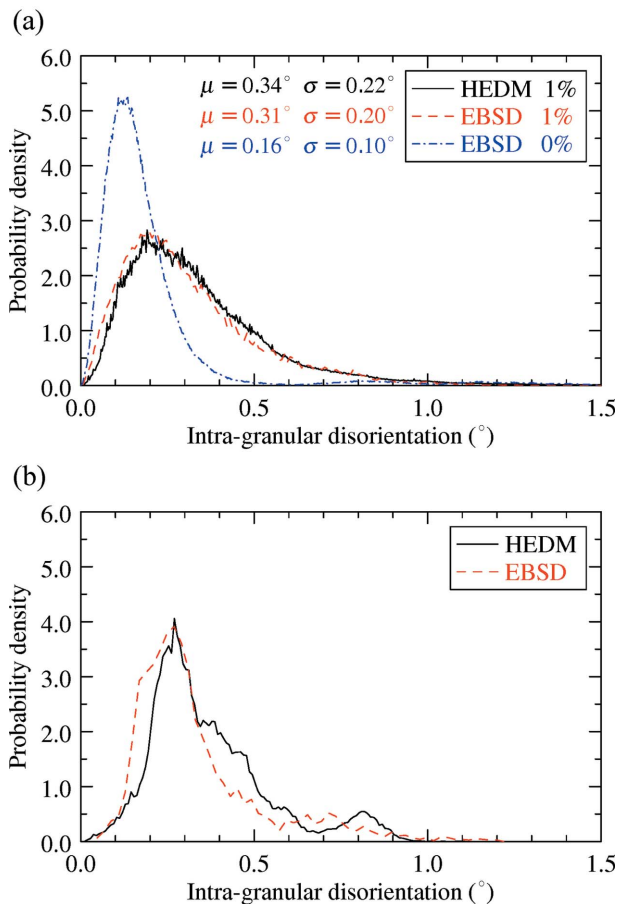 (a)
6.0
μ = 0.34° σ = 0.22°
HEDM 1%
5.0
μ = 0.31° σ = 0.20°
EBSD 1%
μ = 0.16° σ = 0.10°
EBSD 0%
4.0
3.0
2.0
1.0
0.0
Probability density
0.0 0.5 1.0 1.5
Intra-granular disorientation (°)
(b)
6.0
HEDM
EBSD
5.0
4.0
3.0
2.0
1.0
0.0
Probability density
0.0 0.5 1.0 1.5
Intra-granular disorientation (°)